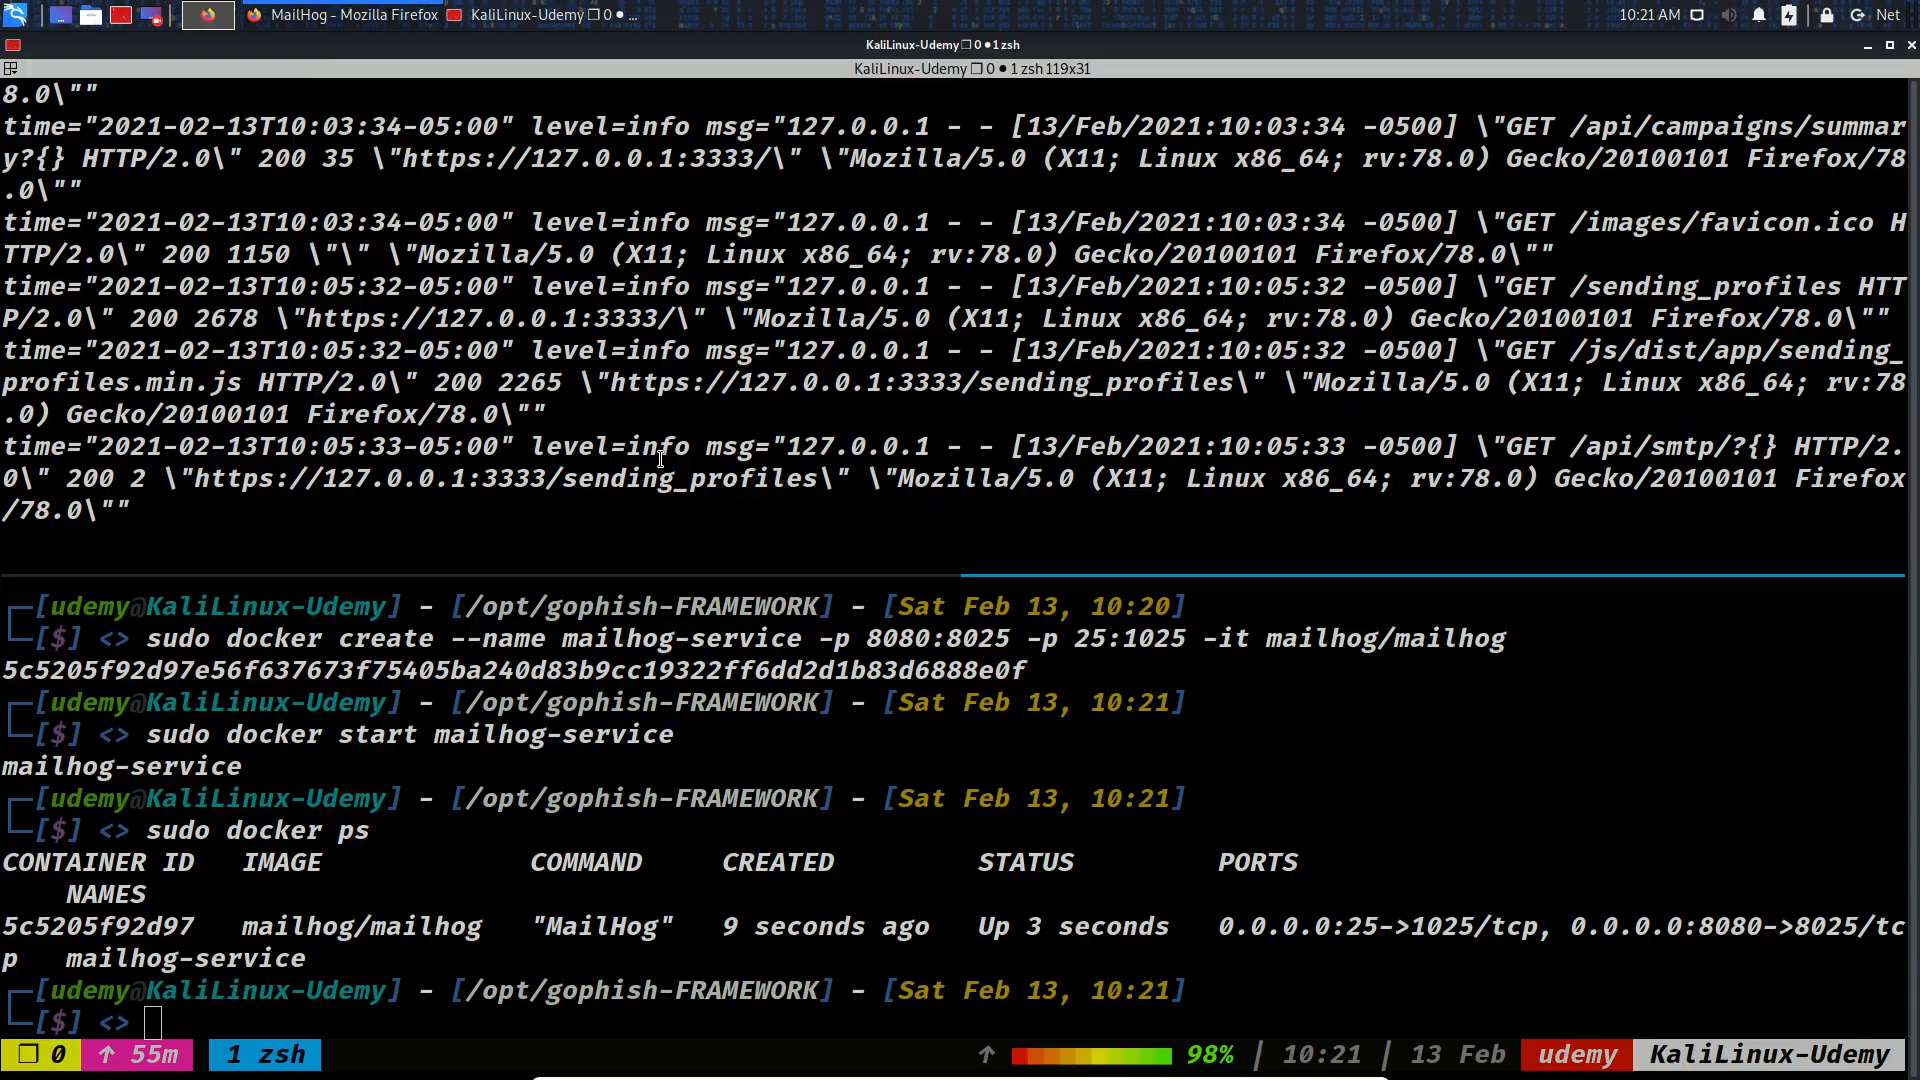 MailHog - Mozilla Firefox
KaliLinux-Udemy ❐ 0 ● ...
10:21 AM
Net
KaliLinux-Udemy ❐ 0 ● 1 zsh
KaliLinux-Udemy ❐ 0 ● 1 zsh 119x31
8.0\""
time="2021-02-13T10:03:34-05:00" level=info msg="127.0.0.1 - - [13/Feb/2021:10:03:34 -0500] \"GET /api/campaigns/summar
y?{} HTTP/2.0\" 200 35 \"https://127.0.0.1:3333/\" \"Mozilla/5.0 (X11; Linux x86_64; rv:78.0) Gecko/20100101 Firefox/78
.0\""
time="2021-02-13T10:03:34-05:00" level=info msg="127.0.0.1 - - [13/Feb/2021:10:03:34 -0500] \"GET /images/favicon.ico H
TTP/2.0\" 200 1150 \"\" \"Mozilla/5.0 (X11; Linux x86_64; rv:78.0) Gecko/20100101 Firefox/78.0\""
time="2021-02-13T10:05:32-05:00" level=info msg="127.0.0.1 - - [13/Feb/2021:10:05:32 -0500] \"GET /sending_profiles HTT
P/2.0\" 200 2678 \"https://127.0.0.1:3333/\" \"Mozilla/5.0 (X11; Linux x86_64; rv:78.0) Gecko/20100101 Firefox/78.0\""
time="2021-02-13T10:05:32-05:00" level=info msg="127.0.0.1 - - [13/Feb/2021:10:05:32 -0500] \"GET /js/dist/app/sending_
profiles.min.js HTTP/2.0\" 200 2265 \"https://127.0.0.1:3333/sending_profiles\" \"Mozilla/5.0 (X11; Linux x86_64; rv:78
.0) Gecko/20100101 Firefox/78.0\""
time="2021-02-13T10:05:33-05:00" level=info msg="127.0.0.1 - - [13/Feb/2021:10:05:33 -0500] \"GET /api/smtp/?{} HTTP/2.
0\" 200 2 \"https://127.0.0.1:3333/sending_profiles\" \"Mozilla/5.0 (X11; Linux x86_64; rv:78.0) Gecko/20100101 Firefox
/78.0\""
┌─[udemy@KaliLinux-Udemy] - [/opt/gophish-FRAMEWORK] - [Sat Feb 13, 10:20]
└─[$] <> sudo docker create --name mailhog-service -p 8080:8025 -p 25:1025 -it mailhog/mailhog
5c5205f92d97e56f637673f75405ba240d83b9cc19322ff6dd2d1b83d6888e0f
┌─[udemy@KaliLinux-Udemy] - [/opt/gophish-FRAMEWORK] - [Sat Feb 13, 10:21]
└─[$] <> sudo docker start mailhog-service
mailhog-service
┌─[udemy@KaliLinux-Udemy] - [/opt/gophish-FRAMEWORK] - [Sat Feb 13, 10:21]
└─[$] <> sudo docker ps
CONTAINER ID   IMAGE             COMMAND     CREATED         STATUS         PORTS
    NAMES
5c5205f92d97   mailhog/mailhog   "MailHog"   9 seconds ago   Up 3 seconds   0.0.0.0:25->1025/tcp, 0.0.0.0:8080->8025/tc
p   mailhog-service
┌─[udemy@KaliLinux-Udemy] - [/opt/gophish-FRAMEWORK] - [Sat Feb 13, 10:21]
└─[$] <>
❐ 0 ↑ 55m 1 zsh ↑ 98% | 10:21 | 13 Feb udemy KaliLinux-Udemy